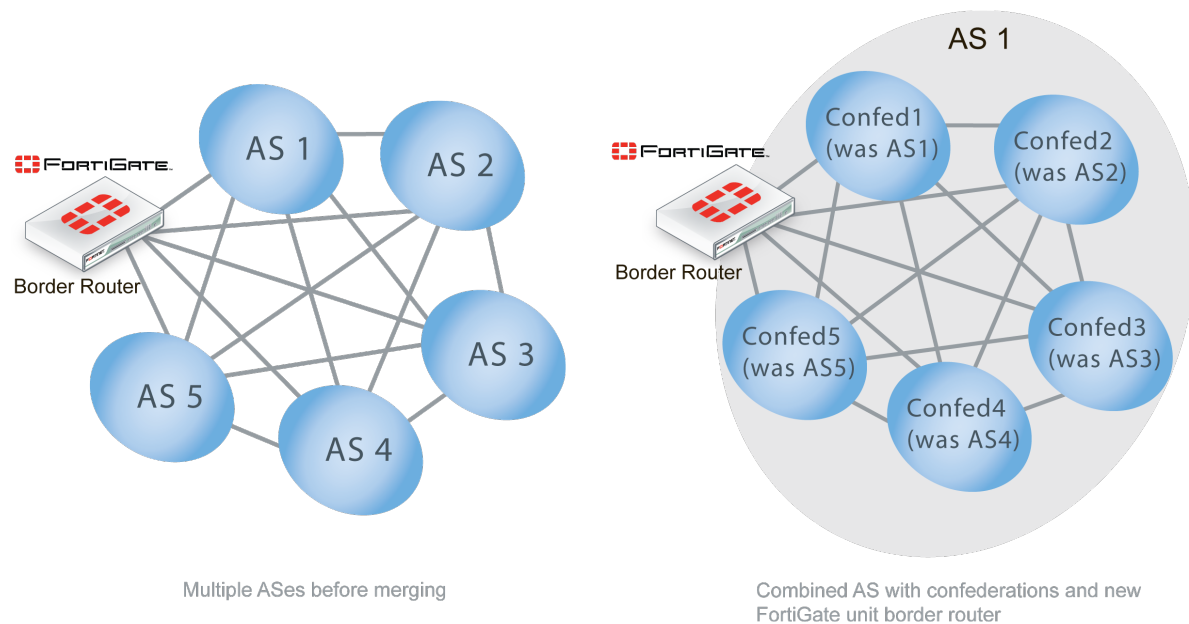 FORTIGATE
Border Router
AS 1
AS 2
AS 3
AS 4
AS 5
Multiple ASes before merging
AS 1
FORTIGATE
Border Router
Confed1
(was AS1)
Confed2
(was AS2)
Confed3
(was AS3)
Confed4
(was AS4)
Confed5
(was AS5)
Combined AS with confederations and new
FortiGate unit border router